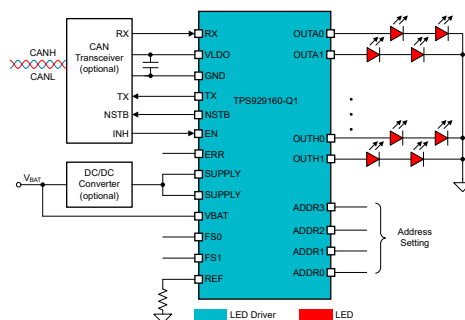 CANH
CANL
CAN
Transceiver
(optional)
RX
TX
NSTB
INH
VBAT
DC/DC
Converter
(optional)
TPS929160-Q1
RX
VLDO
GND
TX
NSTB
EN
ERR
SUPPLY
SUPPLY
VBAT
FS0
FS1
REF
OUTA0
OUTA1
OUTH0
OUTH1
ADDR3
ADDR2
ADDR1
ADDR0
Address
Setting
LED Driver
LED